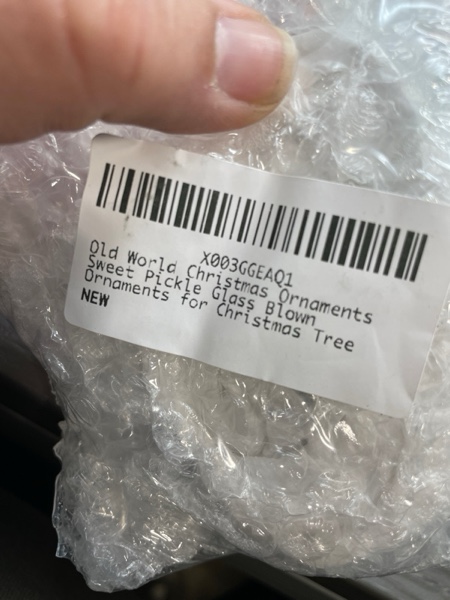 X003GGEAQ1
Old World Christmas Ornaments
Sweet Pickle Glass Blown
Ornaments for Christmas Tree
NEW